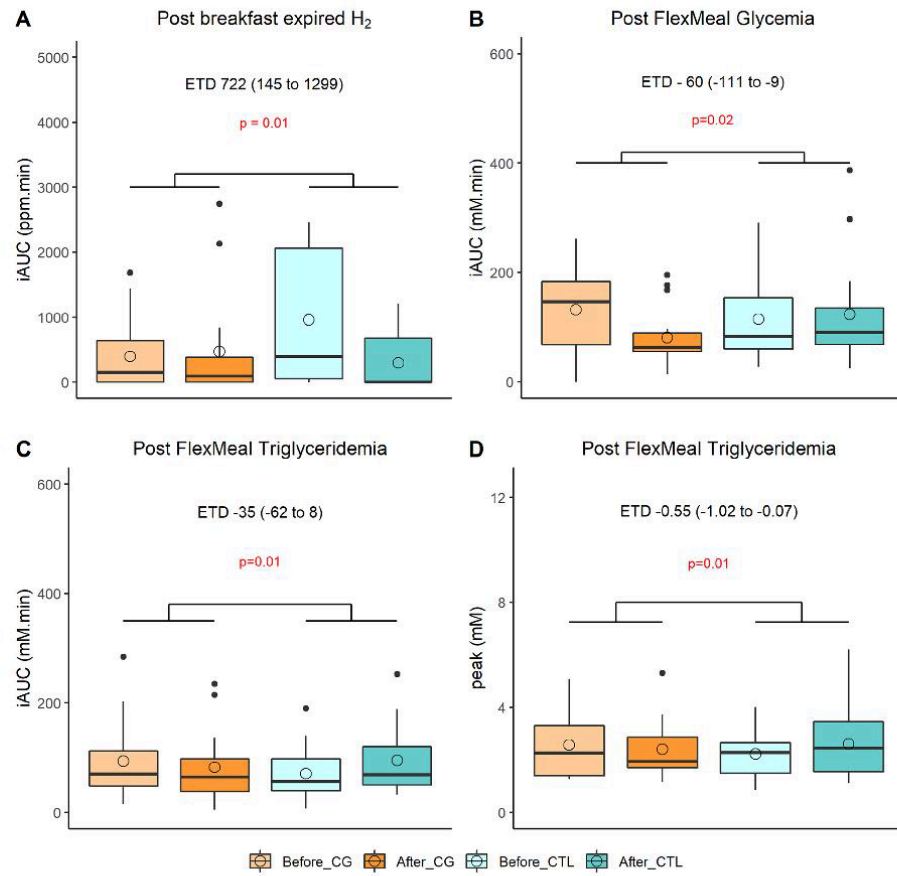 A Post breakfast expired H₂
5000
4000
3000
2000
1000
0
iAUC (ppm.min)
ETD 722 (145 to 1299)
p = 0.01
B Post FlexMeal Glycemia
600
400
200
0
iAUC (mM.min)
ETD - 60 (-111 to -9)
p=0.02
C Post FlexMeal Triglyceridemia
600
400
200
0
iAUC (mM.min)
ETD -35 (-62 to 8)
p=0.01
D Post FlexMeal Triglyceridemia
12
8
4
0
peak (mM)
ETD -0.55 (-1.02 to -0.07)
p=0.01
Before_CG After_CG Before_CTL After_CTL